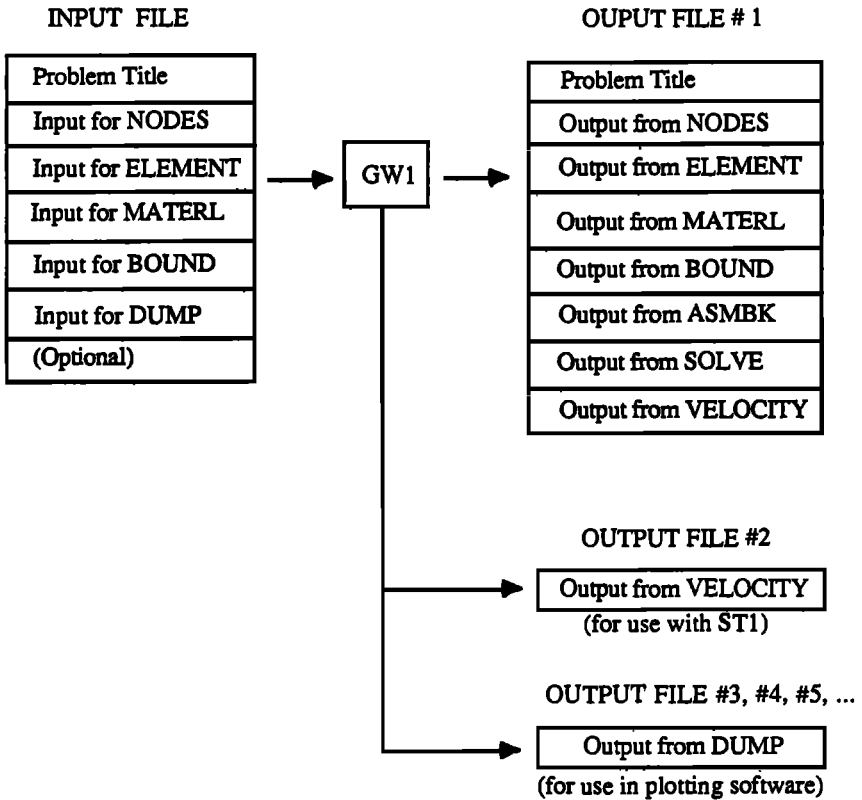 INPUT FILE
Problem Title
Input for NODES
Input for ELEMENT
Input for MATERL
Input for BOUND
Input for DUMP
(Optional)
GW1
OUPUT FILE # 1
Problem Title
Output from NODES
Output from ELEMENT
Output from MATERL
Output from BOUND
Output from ASMBK
Output from SOLVE
Output from VELOCITY
OUTPUT FILE #2
Output from VELOCITY
(for use with ST1)
OUTPUT FILE #3, #4, #5, ...
Output from DUMP
(for use in plotting software)